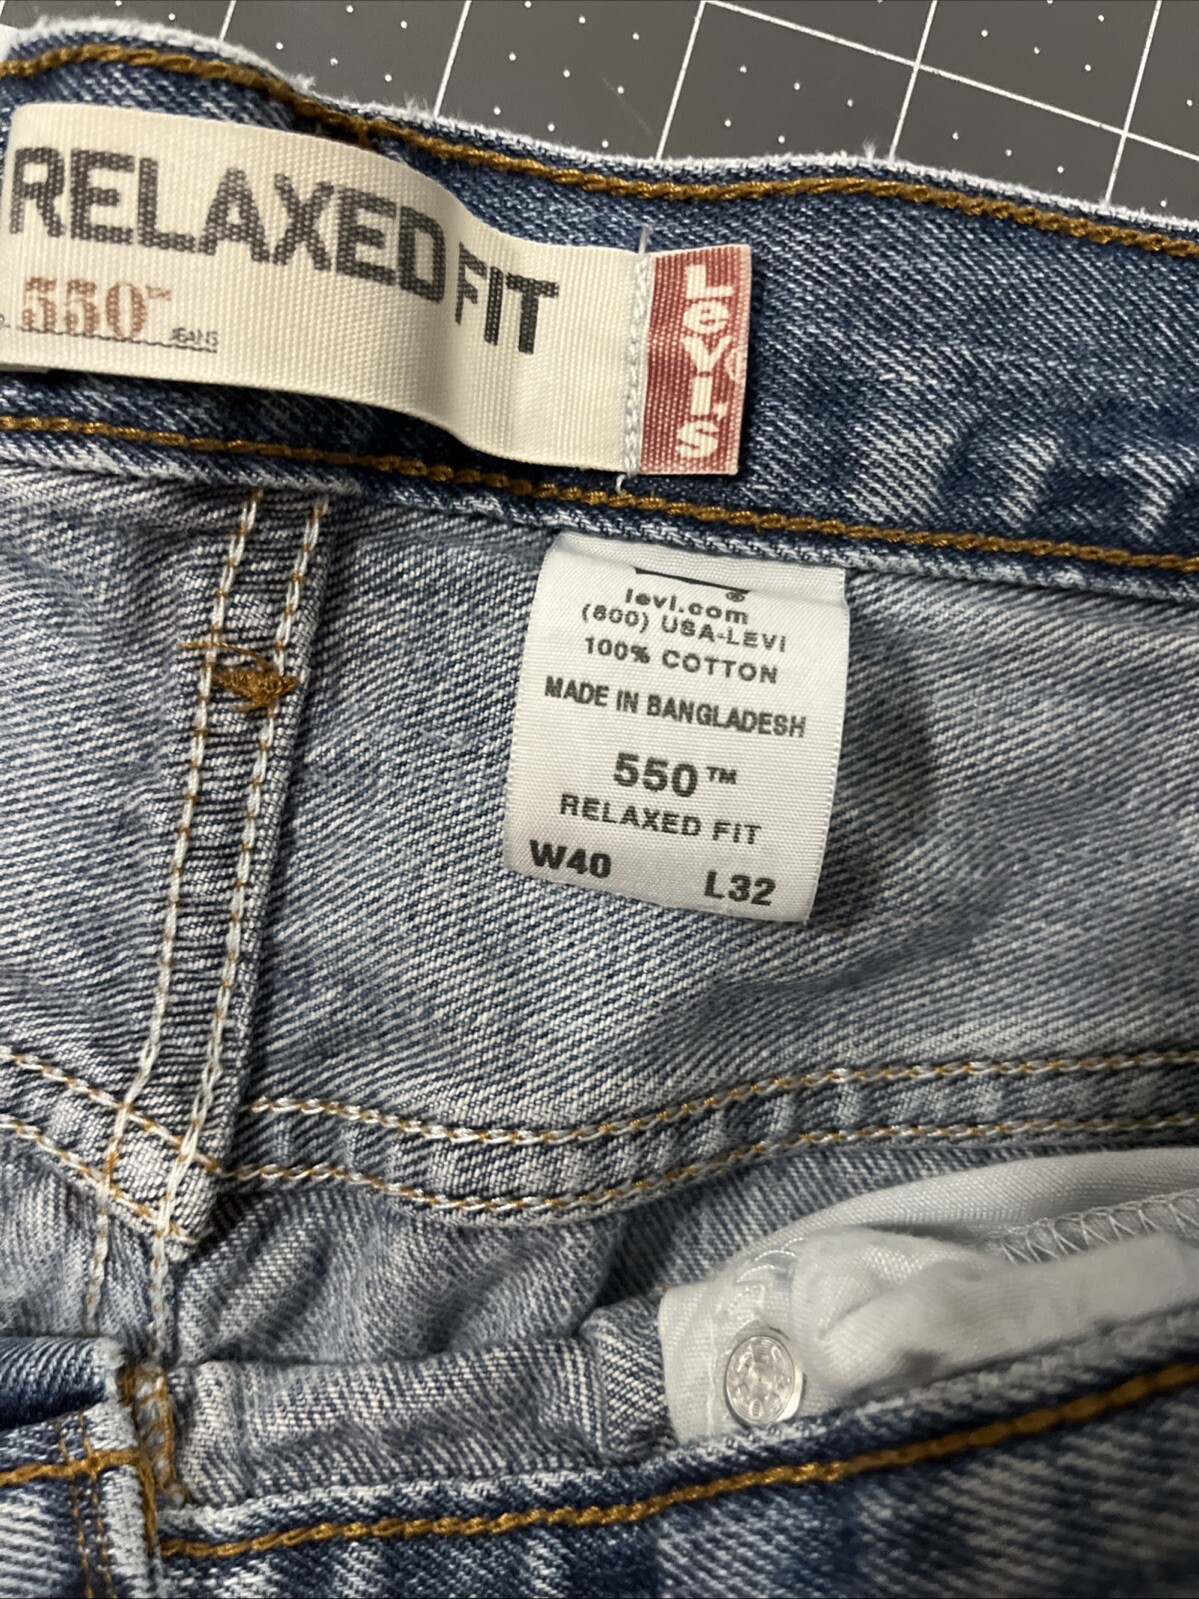 RELAXED FIT
550™ JEANS
Levi's®
®
levi.com
(800) USA-LEVI
100% COTTON
MADE IN BANGLADESH
550™
RELAXED FIT
W40 L32